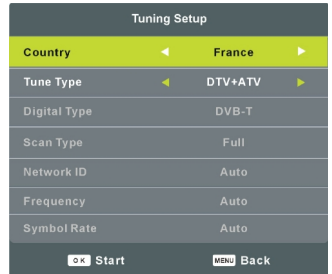 Tuning Setup
Country France
Tune Type DTV+ATV
Digital Type DVB-T
Scan Type Full
Network ID Auto
Frequency Auto
Symbol Rate Auto
OK Start MENU Back